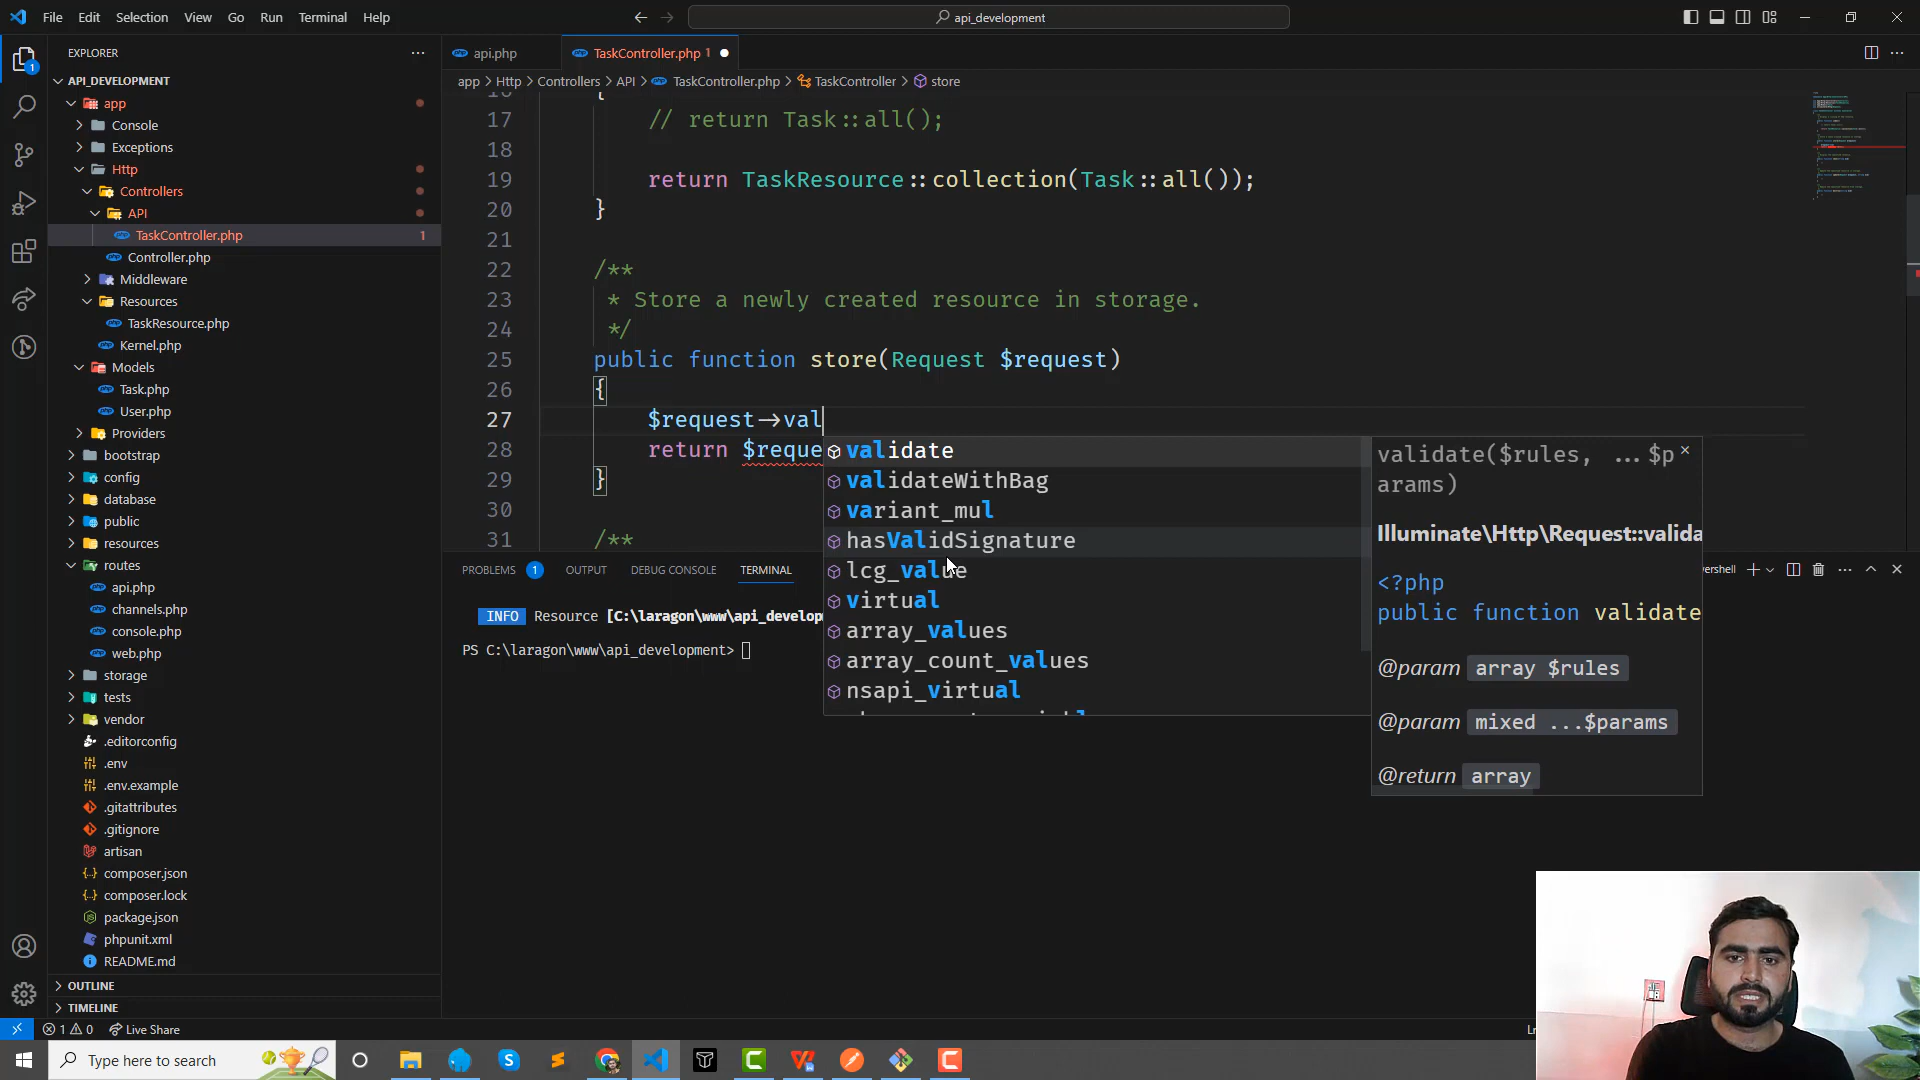 File Edit Selection View Go Run Terminal Help
api_development
EXPLORER
API_DEVELOPMENT
app
Console
Exceptions
Http
Controllers
API
TaskController.php 1
Controller.php
Middleware
Resources
TaskResource.php
Kernel.php
Models
Task.php
User.php
Providers
bootstrap
config
database
public
resources
routes
api.php
channels.php
console.php
web.php
storage
tests
vendor
.editorconfig
.env
.env.example
.gitattributes
.gitignore
artisan
composer.json
composer.lock
package.json
phpunit.xml
README.md
OUTLINE
TIMELINE
1
api.php
TaskController.php 1
app > Http > Controllers > API > TaskController.php > TaskController > store
17 // return Task::all();
18
19 return TaskResource::collection(Task::all());
20 }
21
22 /**
23 * Store a newly created resource in storage.
24 */
25 public function store(Request $request)
26 {
27 $request->val
28 return $reque
29 }
30
31 /**
validate
validateWithBag
variant_mul
hasValidSignature
lcg_value
virtual
array_values
array_count_values
nsapi_virtual
validate($rules, ...$p
arams)
Illuminate\Http\Request::valida
<?php
public function validate
@param array $rules
@param mixed ...$params
@return array
PROBLEMS 1 OUTPUT DEBUG CONSOLE TERMINAL
ershell
INFO Resource [C:\laragon\www\api_develop
PS C:\laragon\www\api_development>
1 0 Live Share
Ln
Type here to search